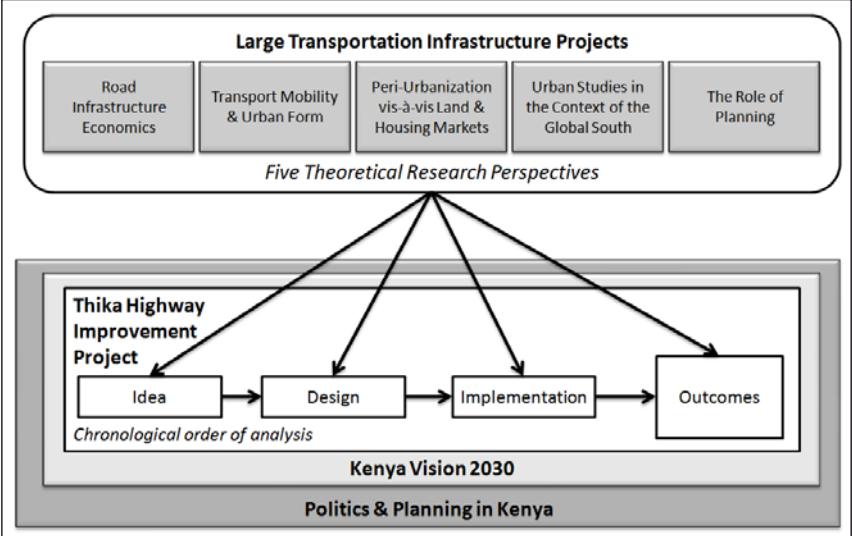 Large Transportation Infrastructure Projects
Road
Infrastructure
Economics
Transport Mobility
& Urban Form
Peri-Urbanization
vis-à-vis Land &
Housing Markets
Urban Studies in
the Context of the
Global South
The Role of
Planning
Five Theoretical Research Perspectives
Thika Highway
Improvement
Project
Idea
Design
Implementation
Outcomes
Chronological order of analysis
Kenya Vision 2030
Politics & Planning in Kenya